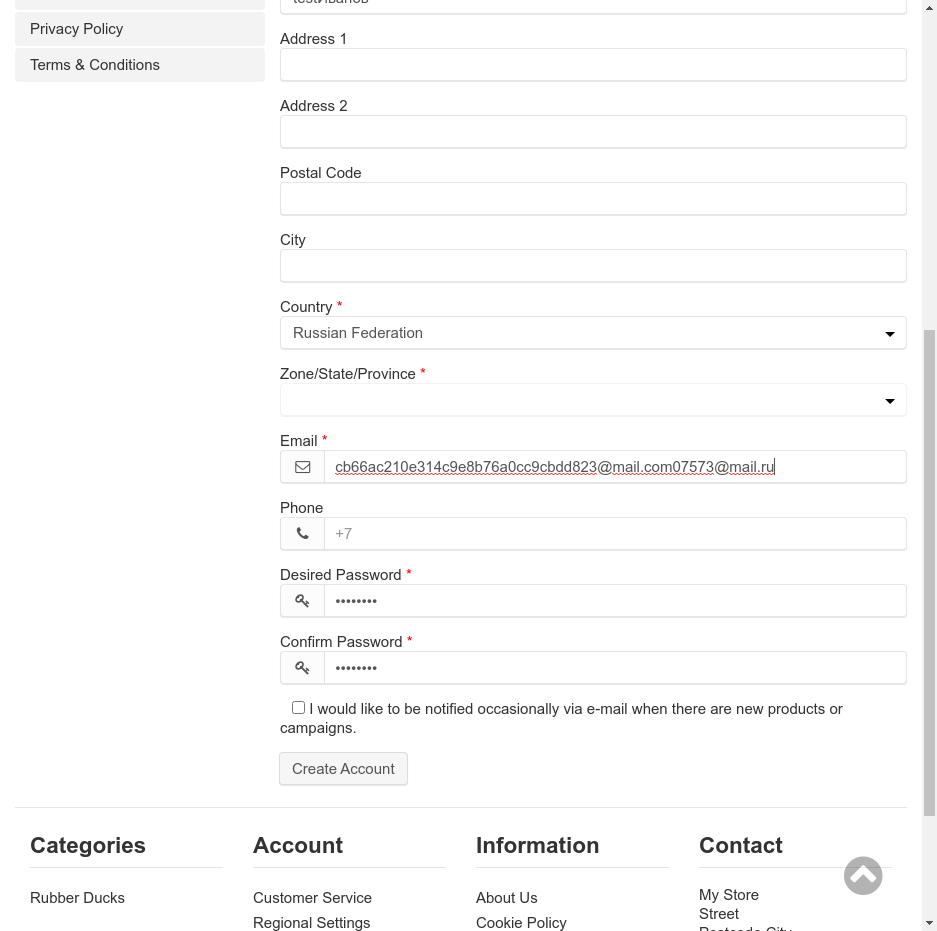 testИванов
Privacy Policy
Terms & Conditions
Address 1
Address 2
Postal Code
City
Country *
Russian Federation
Zone/State/Province *
Email *
cb66ac210e314c9e8b76a0cc9cbdd823@mail.com07573@mail.ru
Phone
+7
Desired Password *
••••••••
Confirm Password *
••••••••
I would like to be notified occasionally via e-mail when there are new products or
campaigns.
Create Account
Categories
Rubber Ducks
Account
Customer Service
Regional Settings
Information
About Us
Cookie Policy
Contact
My Store
Street
Postcode City